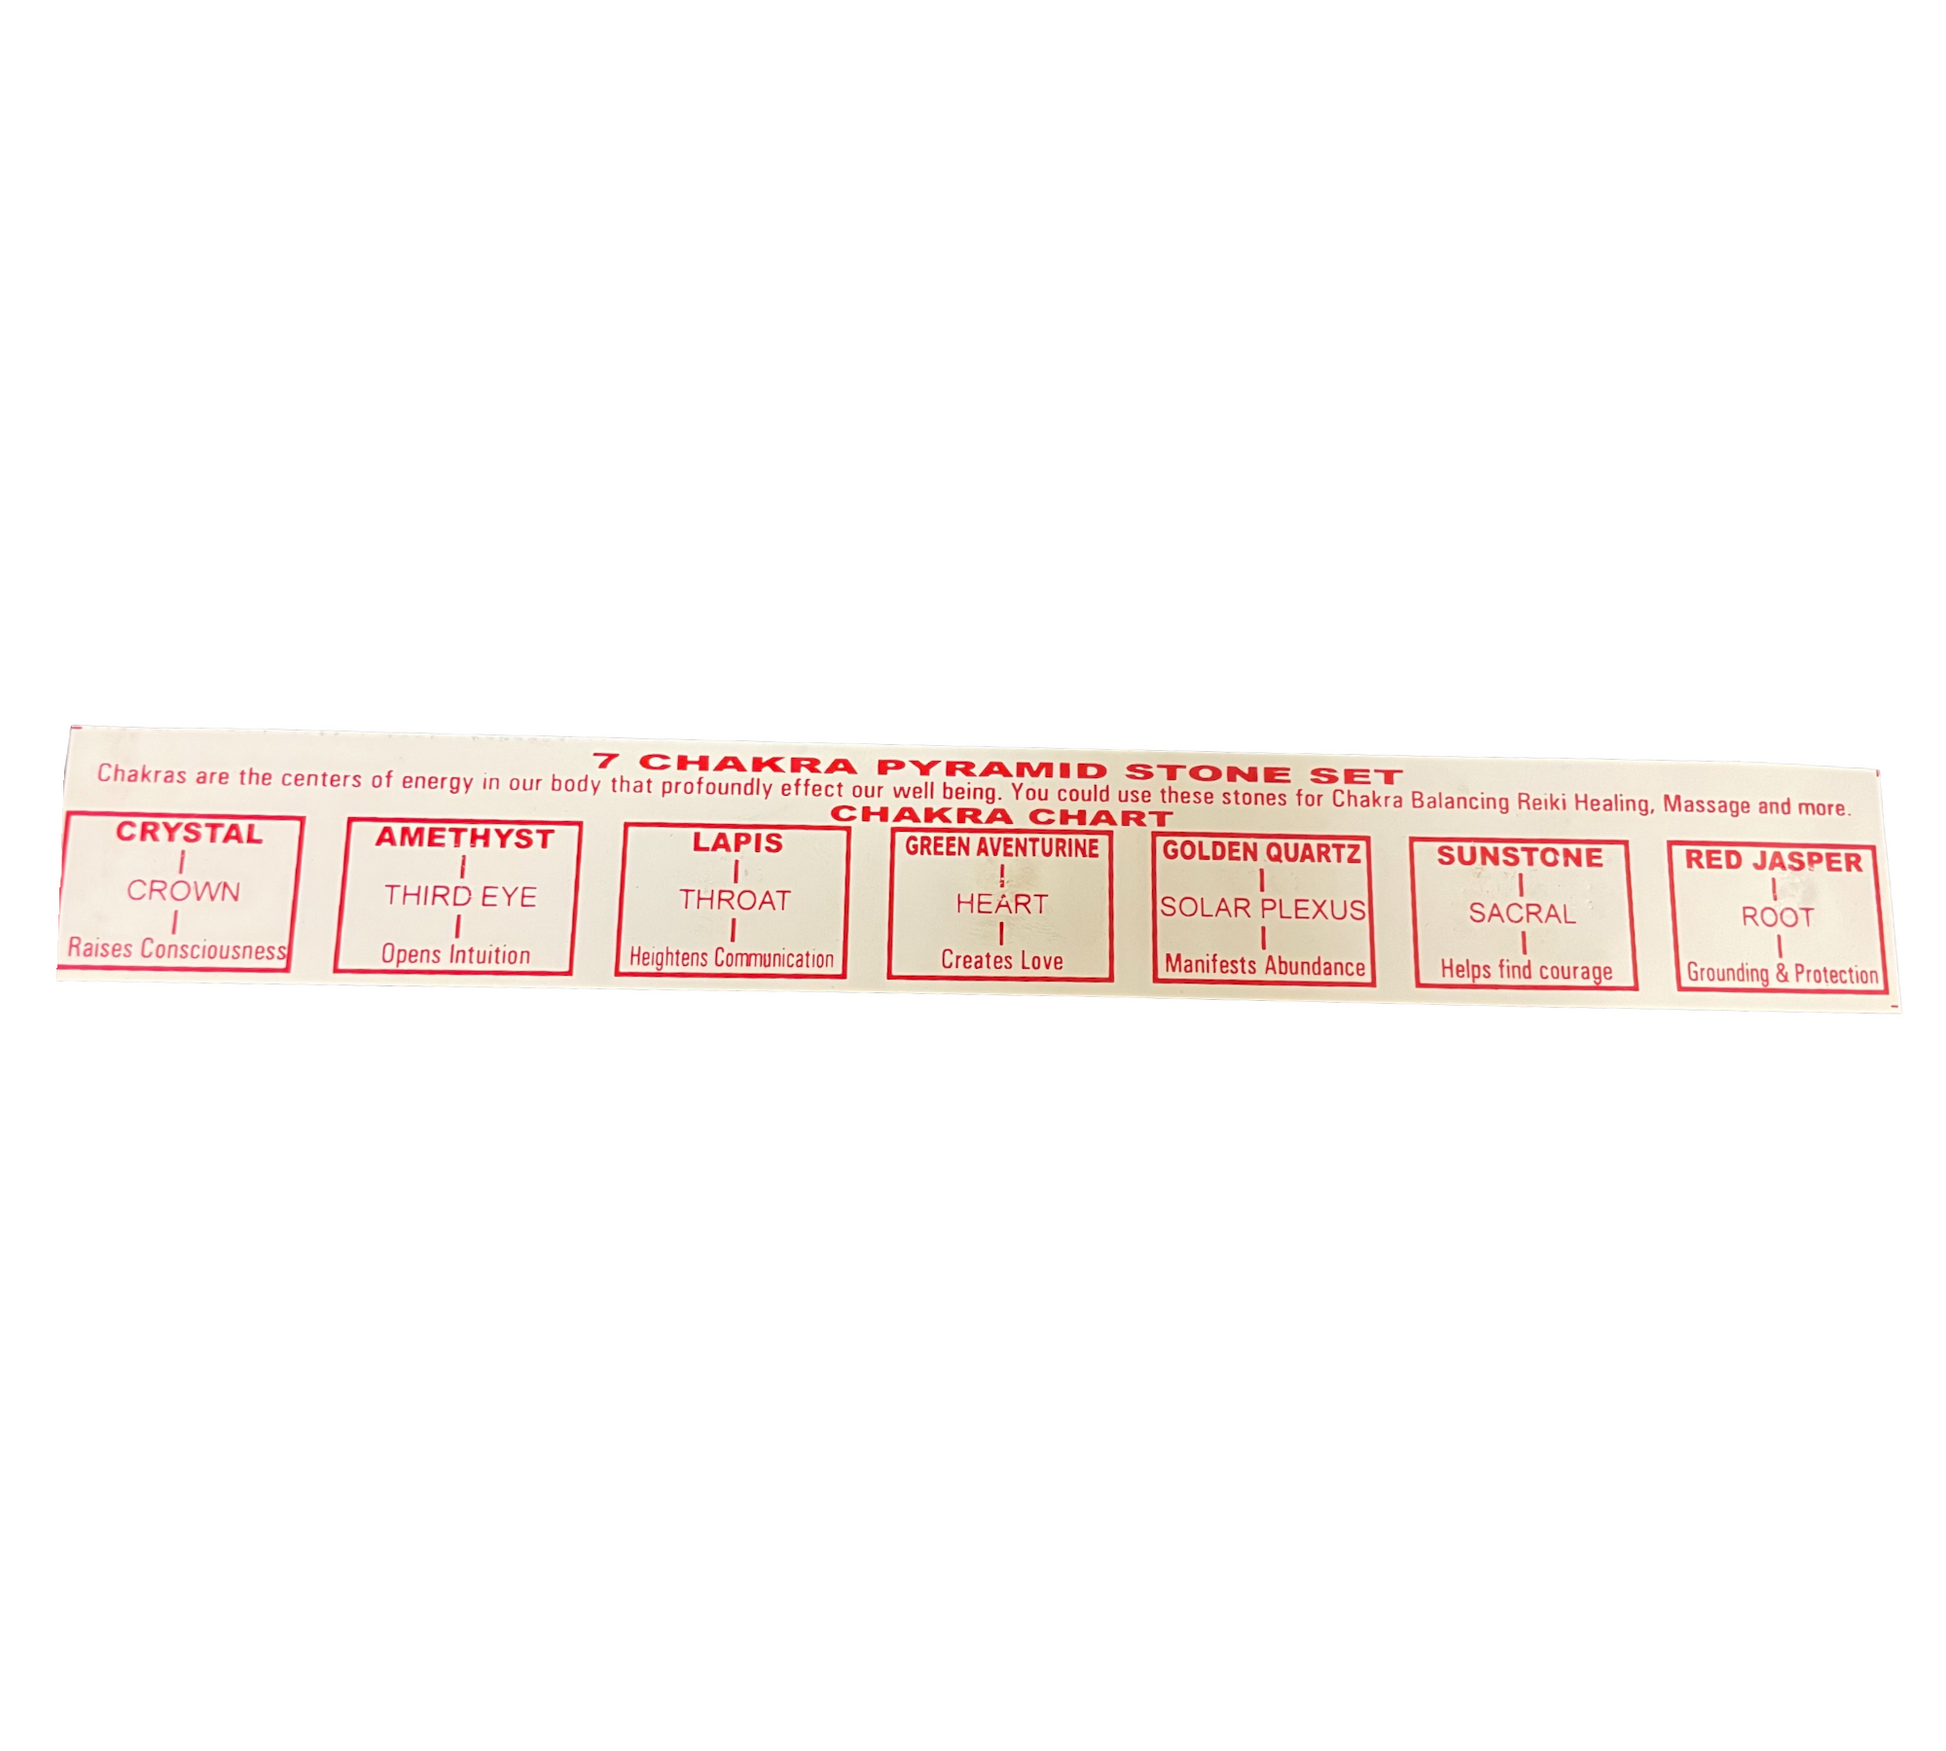 7 CHAKRA PYRAMID STONE SET
Chakras are the centers of energy in our body that profoundly effect our well being. You could use these stones for Chakra Balancing Reiki Healing, Massage and more.
CHAKRA CHART
CRYSTAL
CROWN
Raises Consciousness
AMETHYST
THIRD EYE
Opens Intuition
LAPIS
THROAT
Heightens Communication
GREEN AVENTURINE
HEART
Creates Love
GOLDEN QUARTZ
SOLAR PLEXUS
Manifests Abundance
SUNSTONE
SACRAL
Helps find courage
RED JASPER
ROOT
Grounding & Protection